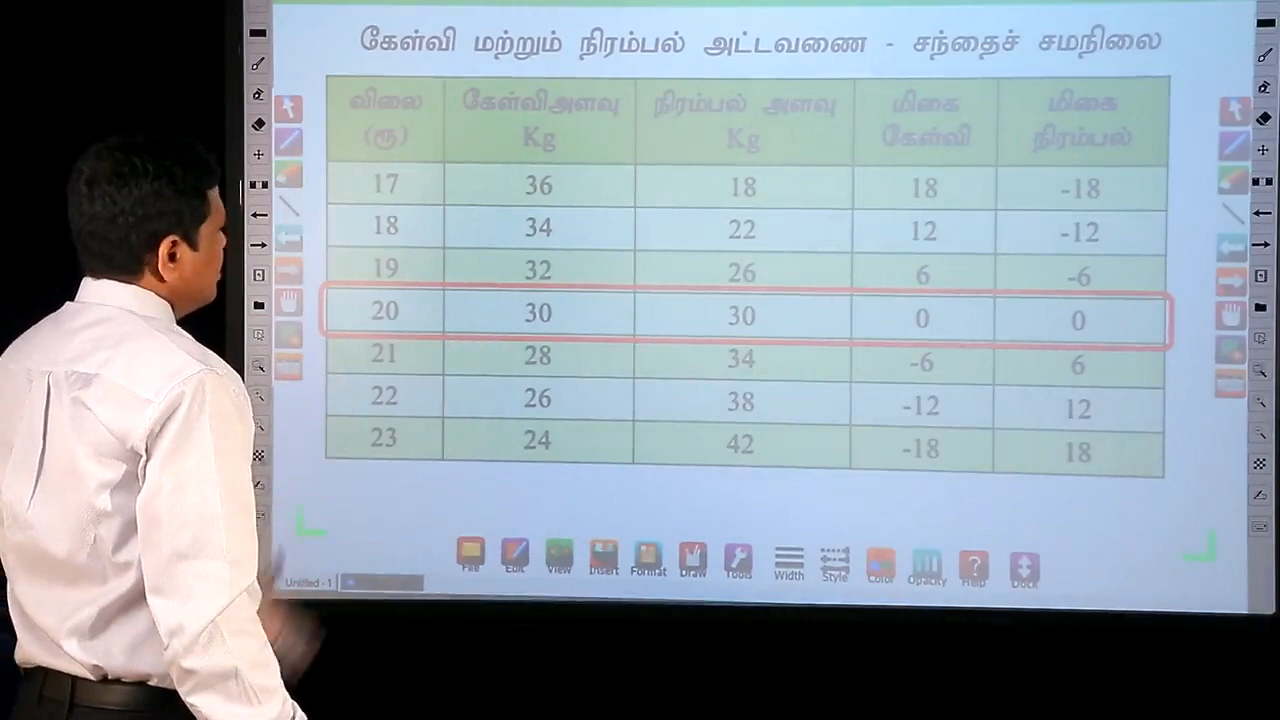 கேள்வி மற்றும் நிரம்பல் அட்டவணை - சந்தைச் சமநிலை
விலை (ரூ) கேள்விஅளவு Kg நிரம்பல் அளவு Kg மிகை கேள்வி மிகை நிரம்பல்
17 36 18 18 -18
18 34 22 12 -12
19 32 26 6 -6
20 30 30 0 0
21 28 34 -6 6
22 26 38 -12 12
23 24 42 -18 18
File Edit View Insert Format Draw Tools Width Style Color Opacity Help Dock
Untitled - 1